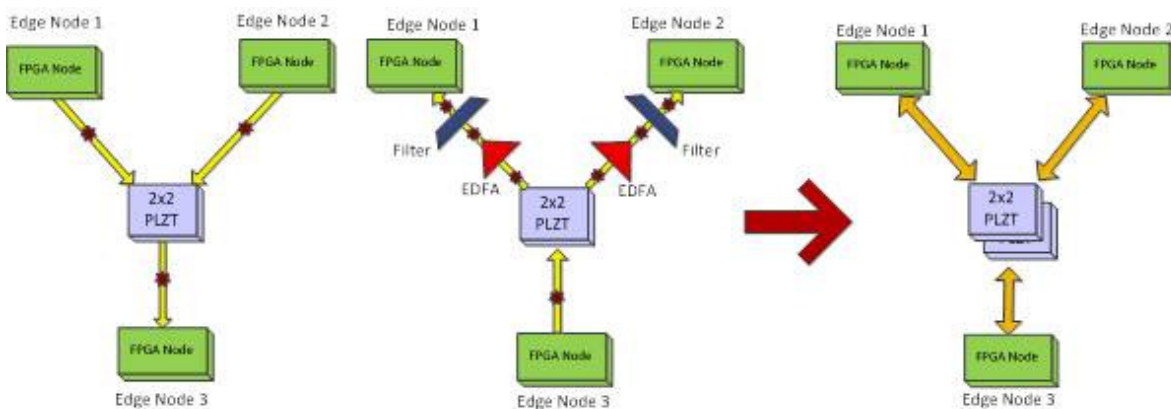 Edge Node 1
Edge Node 2
FPGA Node
FPGA Node
2x2
PLZT
FPGA Node
Edge Node 3
Edge Node 1
Edge Node 2
FPGA Node
FPGA Node
Filter
Filter
EDFA
EDFA
2x2
PLZT
FPGA Node
Edge Node 3
Edge Node 1
Edge Node 2
FPGA Node
FPGA Node
2x2
PLZT
PLZT
FPGA Node
Edge Node 3